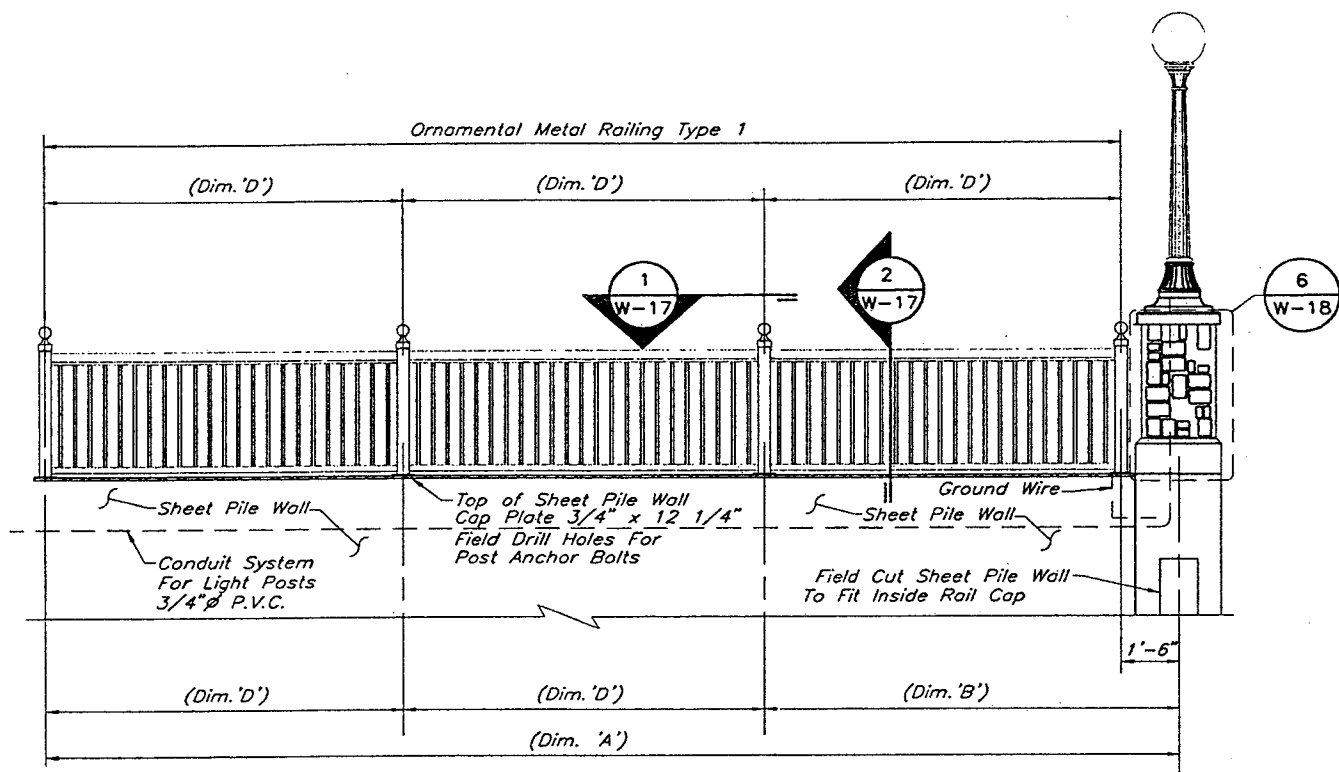 Ornamental Metal Railing Type 1
(Dim.'D')
(Dim.'D')
(Dim.'D')
1
W-17
2
W-17
6
W-18
Sheet Pile Wall
Top of Sheet Pile Wall
Cap Plate 3/4" x 12 1/4"
Field Drill Holes For
Post Anchor Bolts
Ground Wire
Sheet Pile Wall
Conduit System
For Light Posts
3/4"ø P.V.C.
Field Cut Sheet Pile Wall
To Fit Inside Rail Cap
1'-6"
(Dim.'D')
(Dim.'D')
(Dim.'B')
(Dim. 'A')